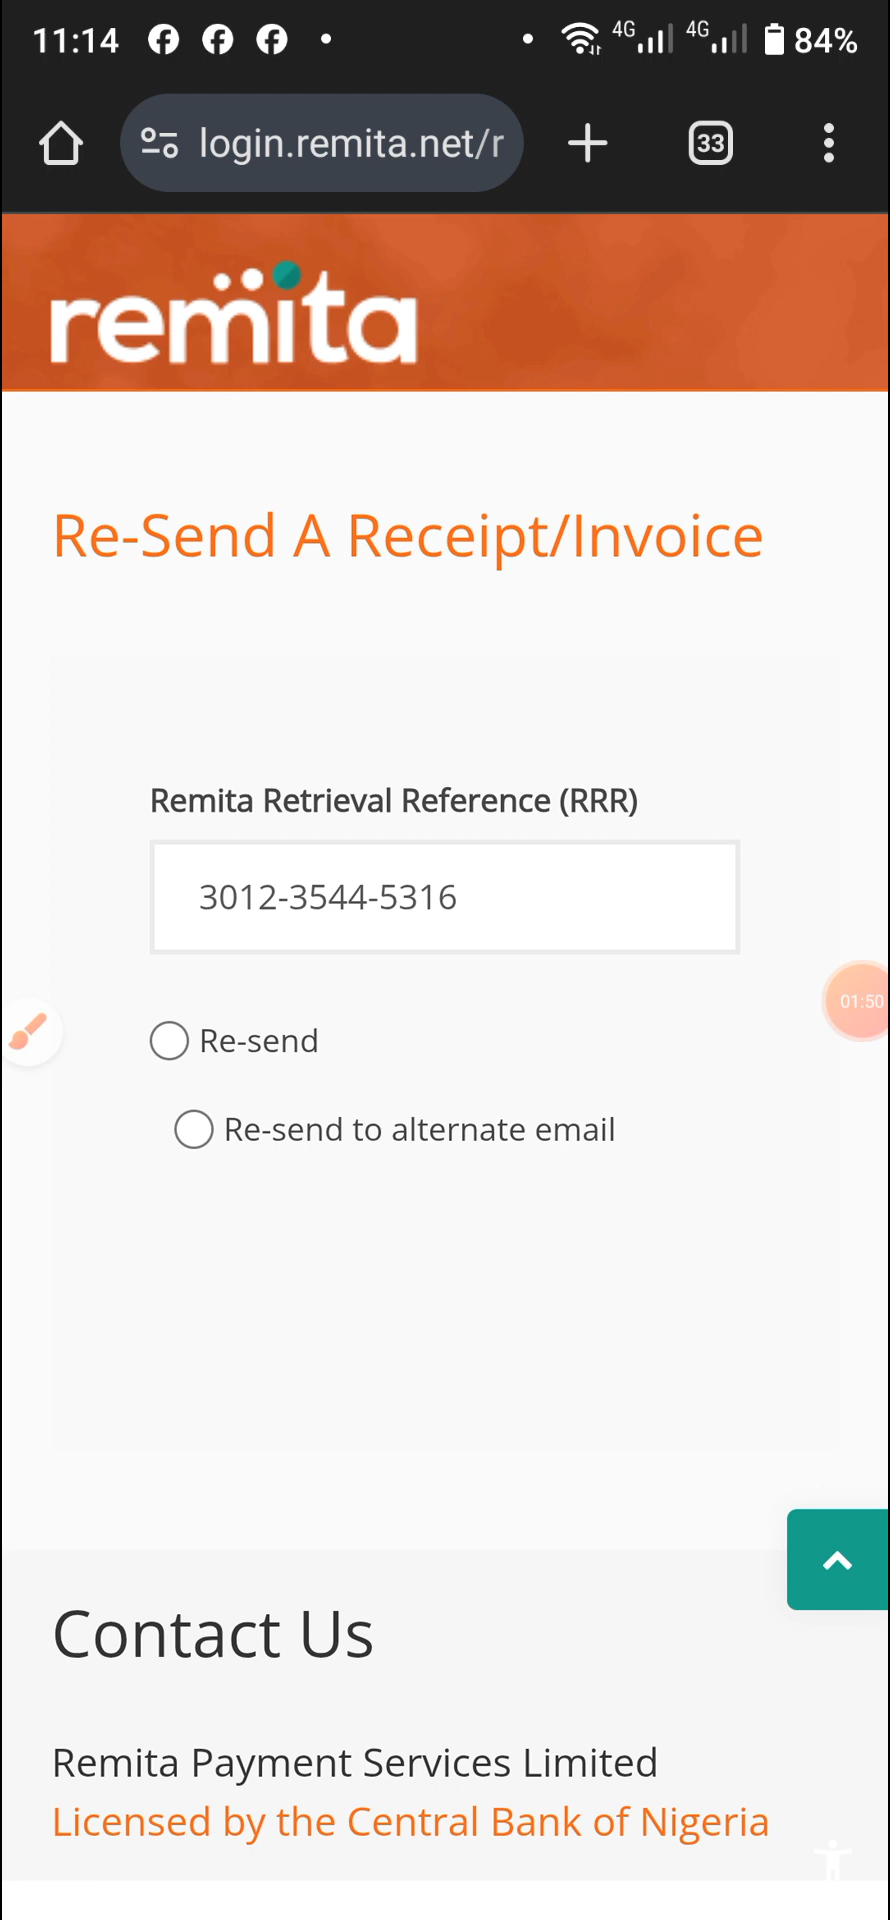 11:14
4G
4G
84%
login.remita.net/r
33
remita
Re-Send A Receipt/Invoice
Remita Retrieval Reference (RRR)
3012-3544-5316
01:50
Re-send
Re-send to alternate email
Contact Us
Remita Payment Services Limited
Licensed by the Central Bank of Nigeria